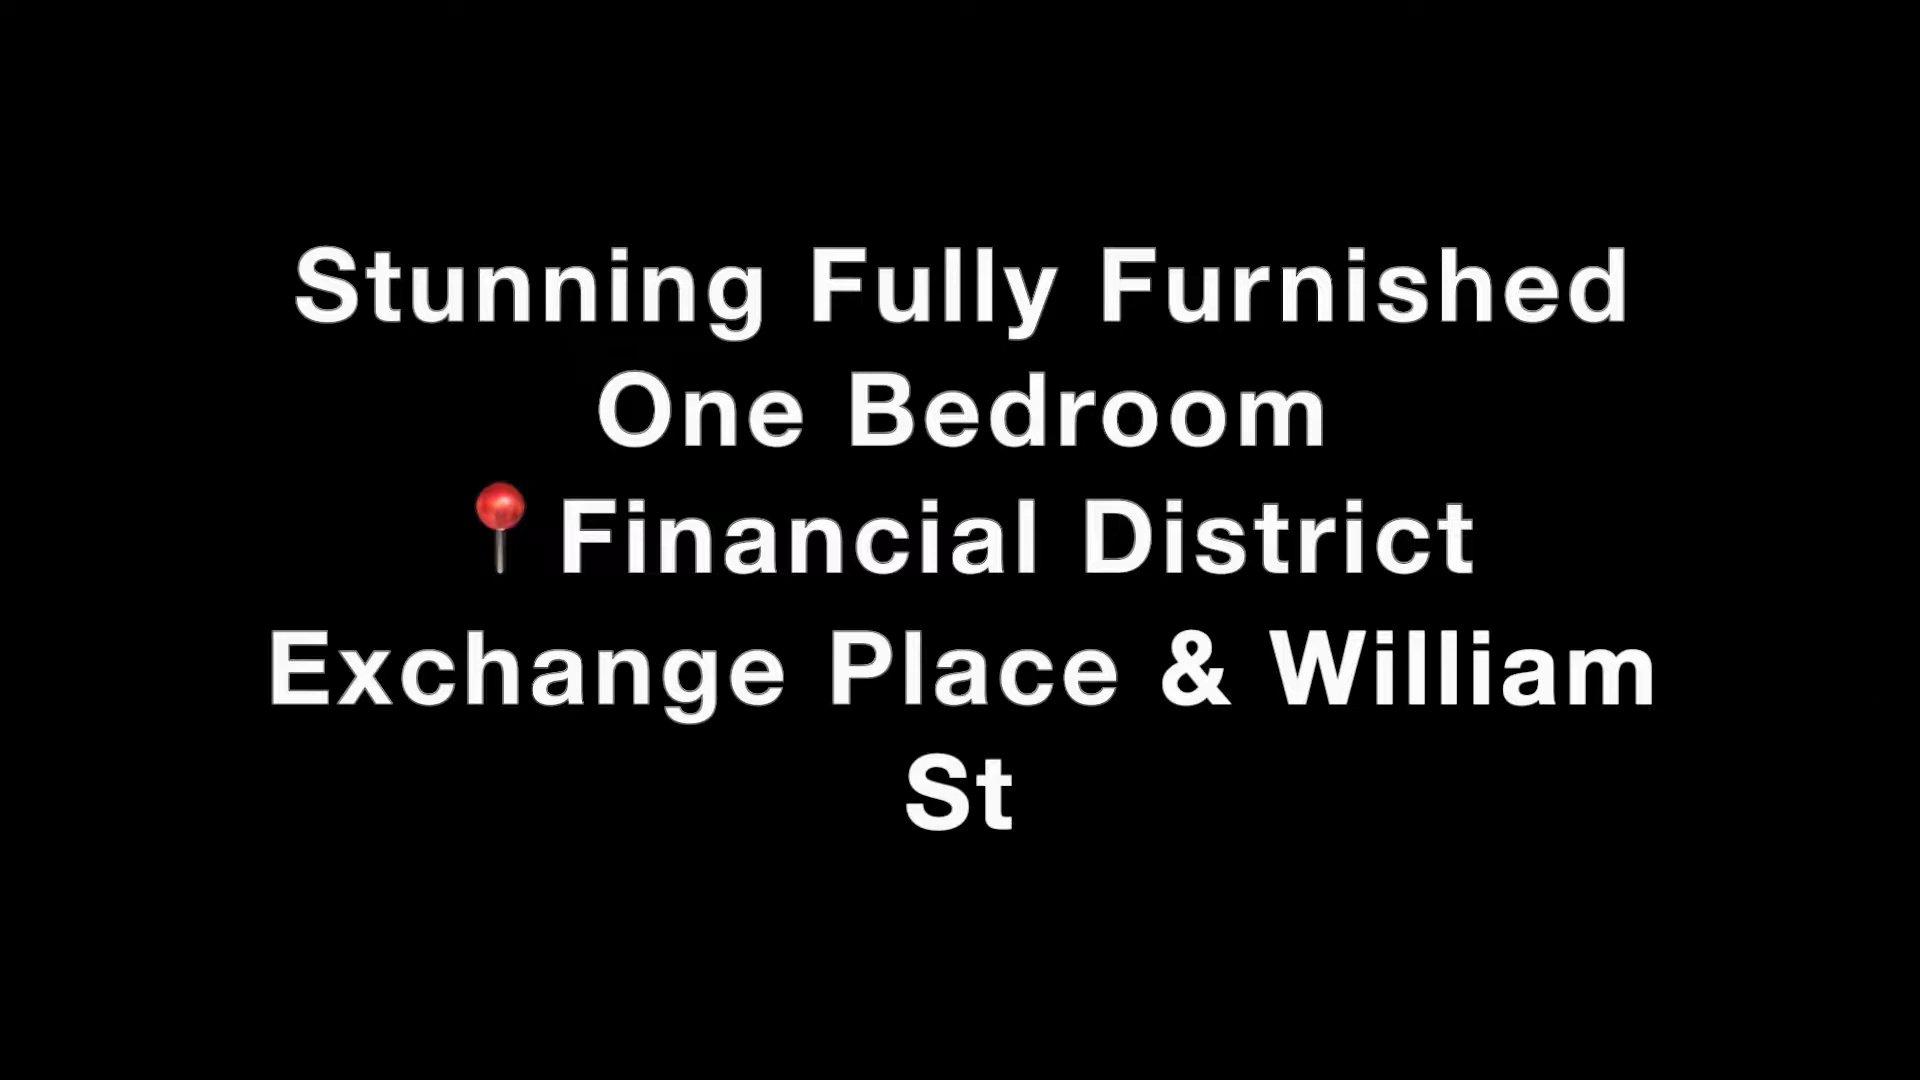 Stunning Fully Furnished
One Bedroom
📍Financial District
Exchange Place & William
St